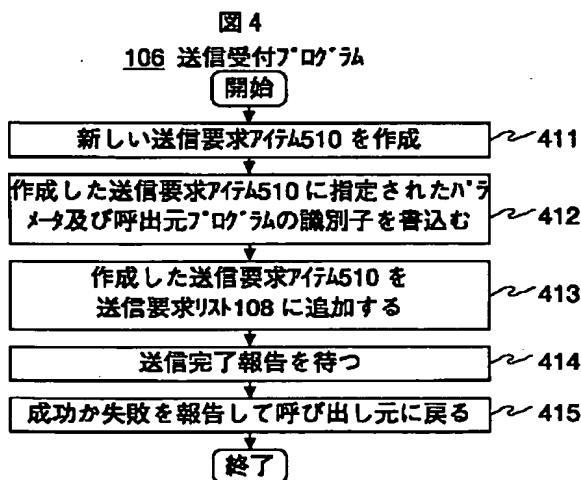 図4
106 送信受付プログラム
開始
新しい送信要求アイテム510 を作成
411
作成した送信要求アイテム510 に指定されたパラ
メータ及び呼出元プログラムの識別子を書込む
412
作成した送信要求アイテム510 を
送信要求リスト108 に追加する
413
送信完了報告を待つ
414
成功か失敗を報告して呼び出し元に戻る
415
終了